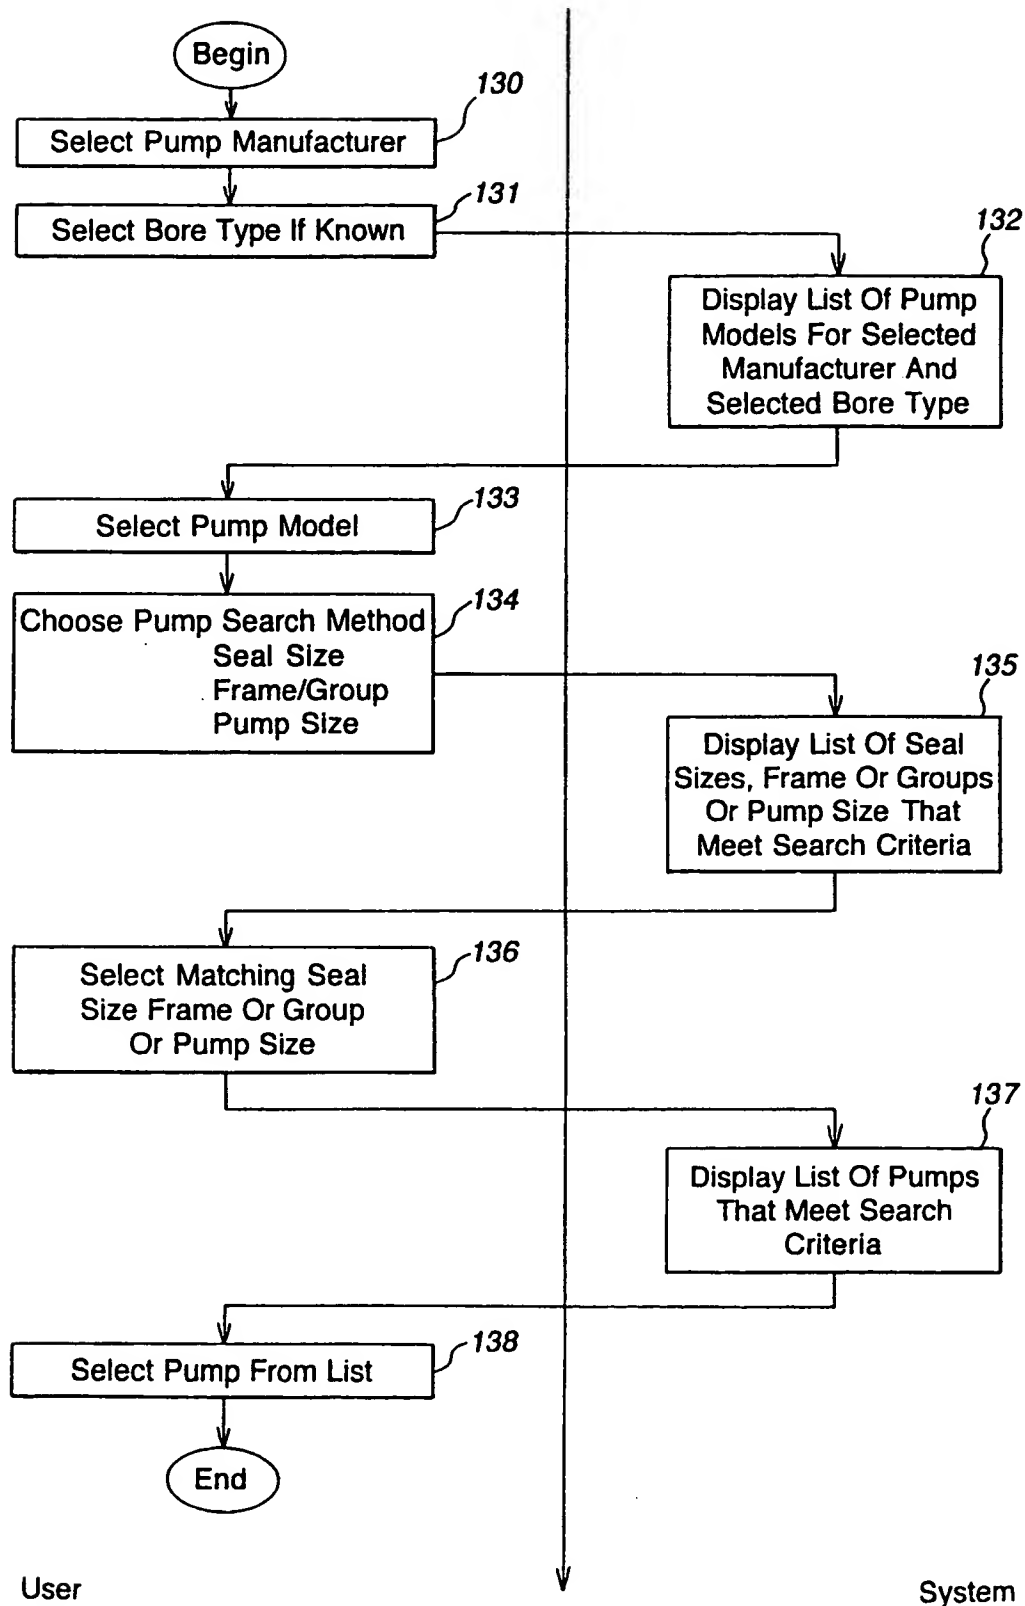 Begin
130
Select Pump Manufacturer
131
Select Bore Type If Known
132
Display List Of Pump
Models For Selected
Manufacturer And
Selected Bore Type
133
Select Pump Model
134
Choose Pump Search Method
Seal Size
Frame/Group
Pump Size
135
Display List Of Seal
Sizes, Frame Or Groups
Or Pump Size That
Meet Search Criteria
136
Select Matching Seal
Size Frame Or Group
Or Pump Size
137
Display List Of Pumps
That Meet Search
Criteria
138
Select Pump From List
End
User
System